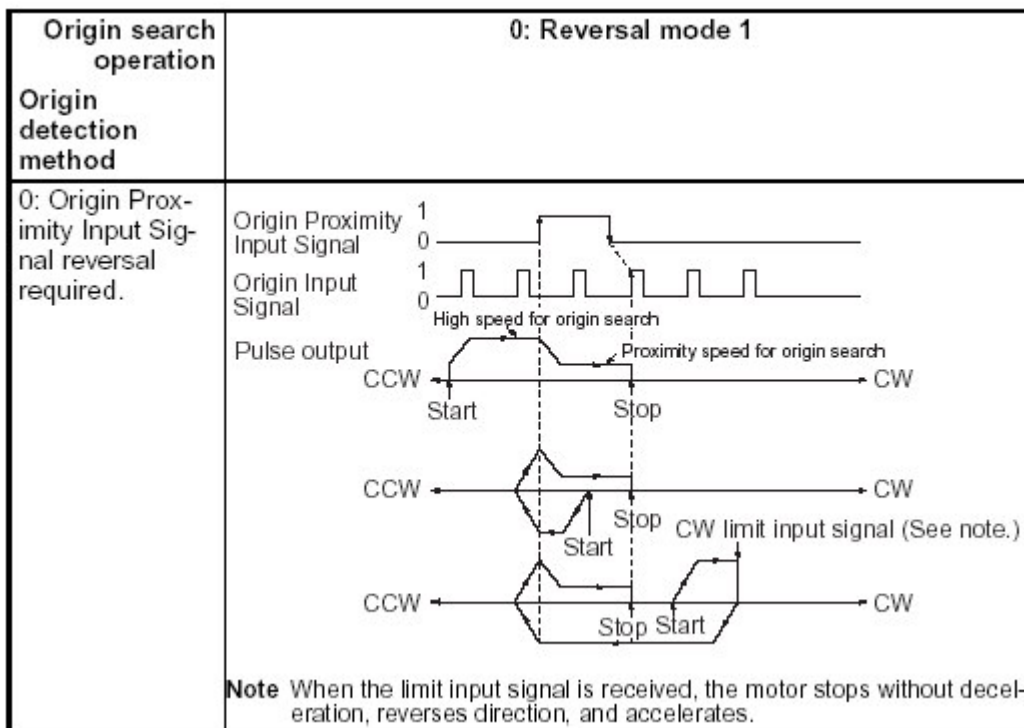 Origin search
operation
Origin
detection
method
0: Reversal mode 1
0: Origin Prox-
imity Input Sig-
nal reversal
required.
Origin Proximity
Input Signal
1
0
Origin Input
Signal
1
0
High speed for origin search
Pulse output
Proximity speed for origin search
CCW
CW
Start
Stop
CCW
CW
Stop
Start
CW limit input signal (See note.)
CCW
CW
Stop
Start
Note When the limit input signal is received, the motor stops without decel-
eration, reverses direction, and accelerates.